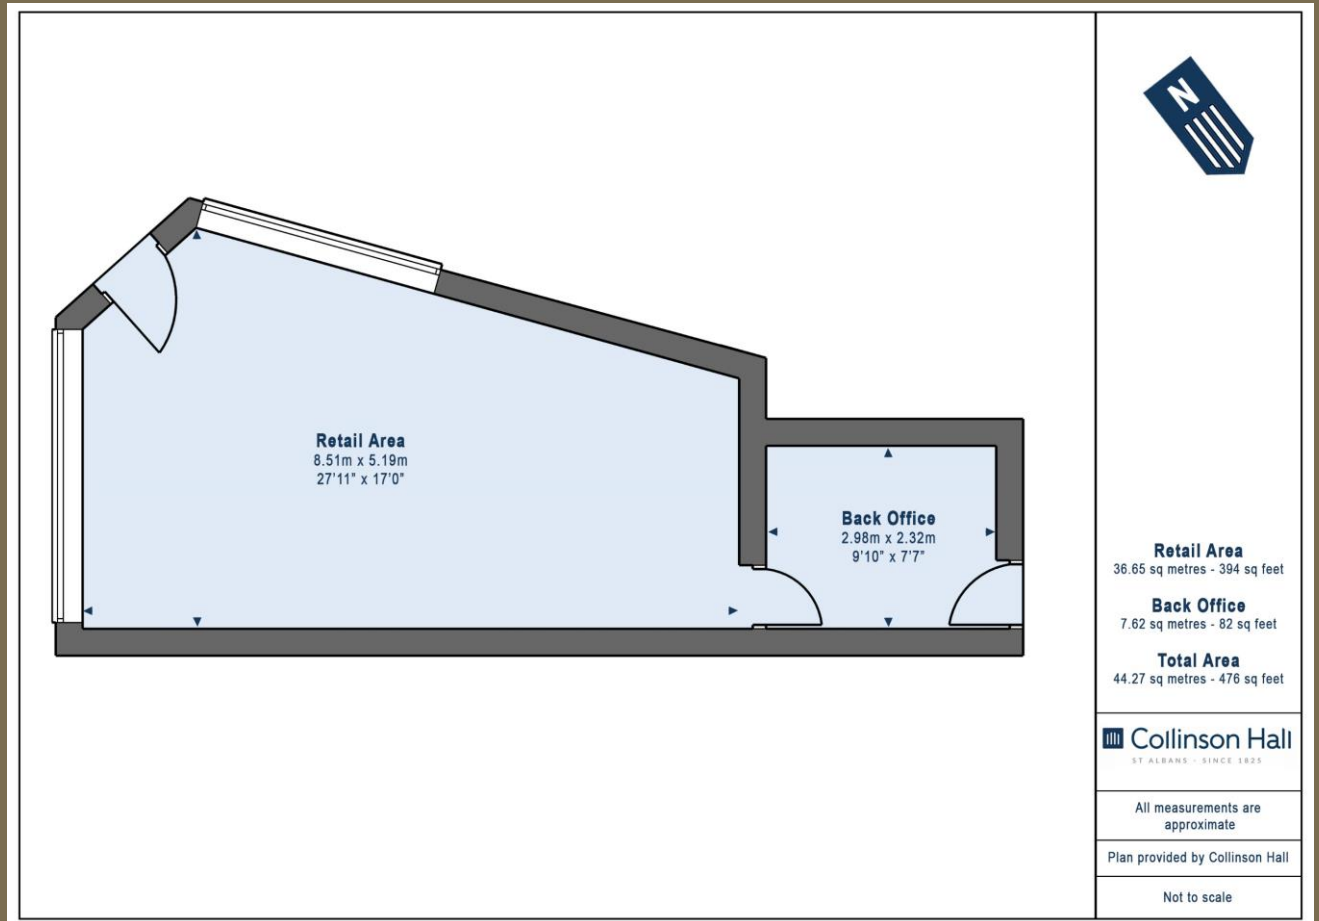 N
Retail Area
8.51m x 5.19m
27'11" x 17'0"
Back Office
2.98m x 2.32m
9'10" x 7'7"
Retail Area
36.65 sq metres - 394 sq feet
Back Office
7.62 sq metres - 82 sq feet
Total Area
44.27 sq metres - 476 sq feet
Collinson Hall
ST ALBANS - SINCE 1825
All measurements are
approximate
Plan provided by Collinson Hall
Not to scale